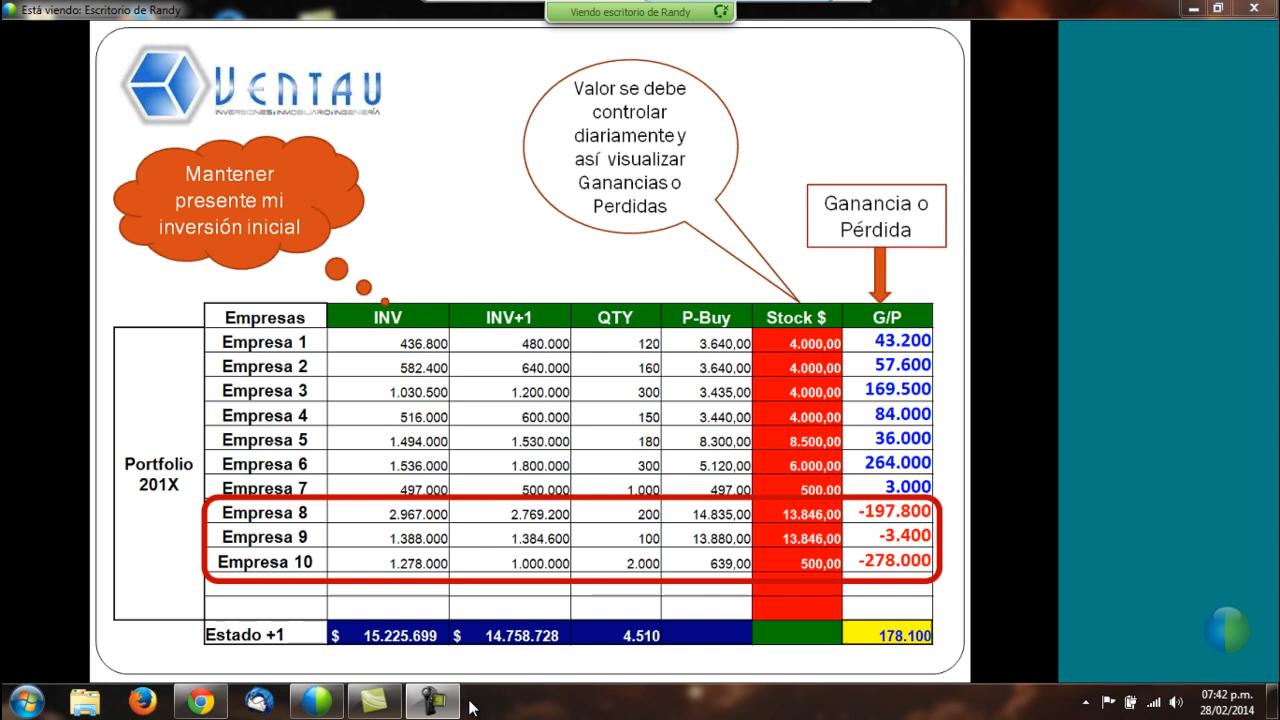 Está viendo: Escritorio de Randy
Viendo escritorio de Randy
VENTAU
INVERSIONES:INMOBILIARIO:INGENIERÍA
Mantener
presente mi
inversión inicial
Valor se debe
controlar
diariamente y
así visualizar
Ganancias o
Perdidas
Ganancia o
Pérdida
Empresas INV INV+1 QTY P-Buy Stock $ G/P
Portfolio
201X
Empresa 1 436.800 480.000 120 3.640,00 4.000,00 43.200
Empresa 2 582.400 640.000 160 3.640,00 4.000,00 57.600
Empresa 3 1.030.500 1.200.000 300 3.435,00 4.000,00 169.500
Empresa 4 516.000 600.000 150 3.440,00 4.000,00 84.000
Empresa 5 1.494.000 1.530.000 180 8.300,00 8.500,00 36.000
Empresa 6 1.536.000 1.800.000 300 5.120,00 6.000,00 264.000
Empresa 7 497.000 500.000 1.000 497,00 500,00 3.000
Empresa 8 2.967.000 2.769.200 200 14.835,00 13.846,00 -197.800
Empresa 9 1.388.000 1.384.600 100 13.880,00 13.846,00 -3.400
Empresa 10 1.278.000 1.000.000 2.000 639,00 500,00 -278.000
Estado +1 $ 15.225.699 $ 14.758.728 4.510 178.100
07:42 p.m.
28/02/2014